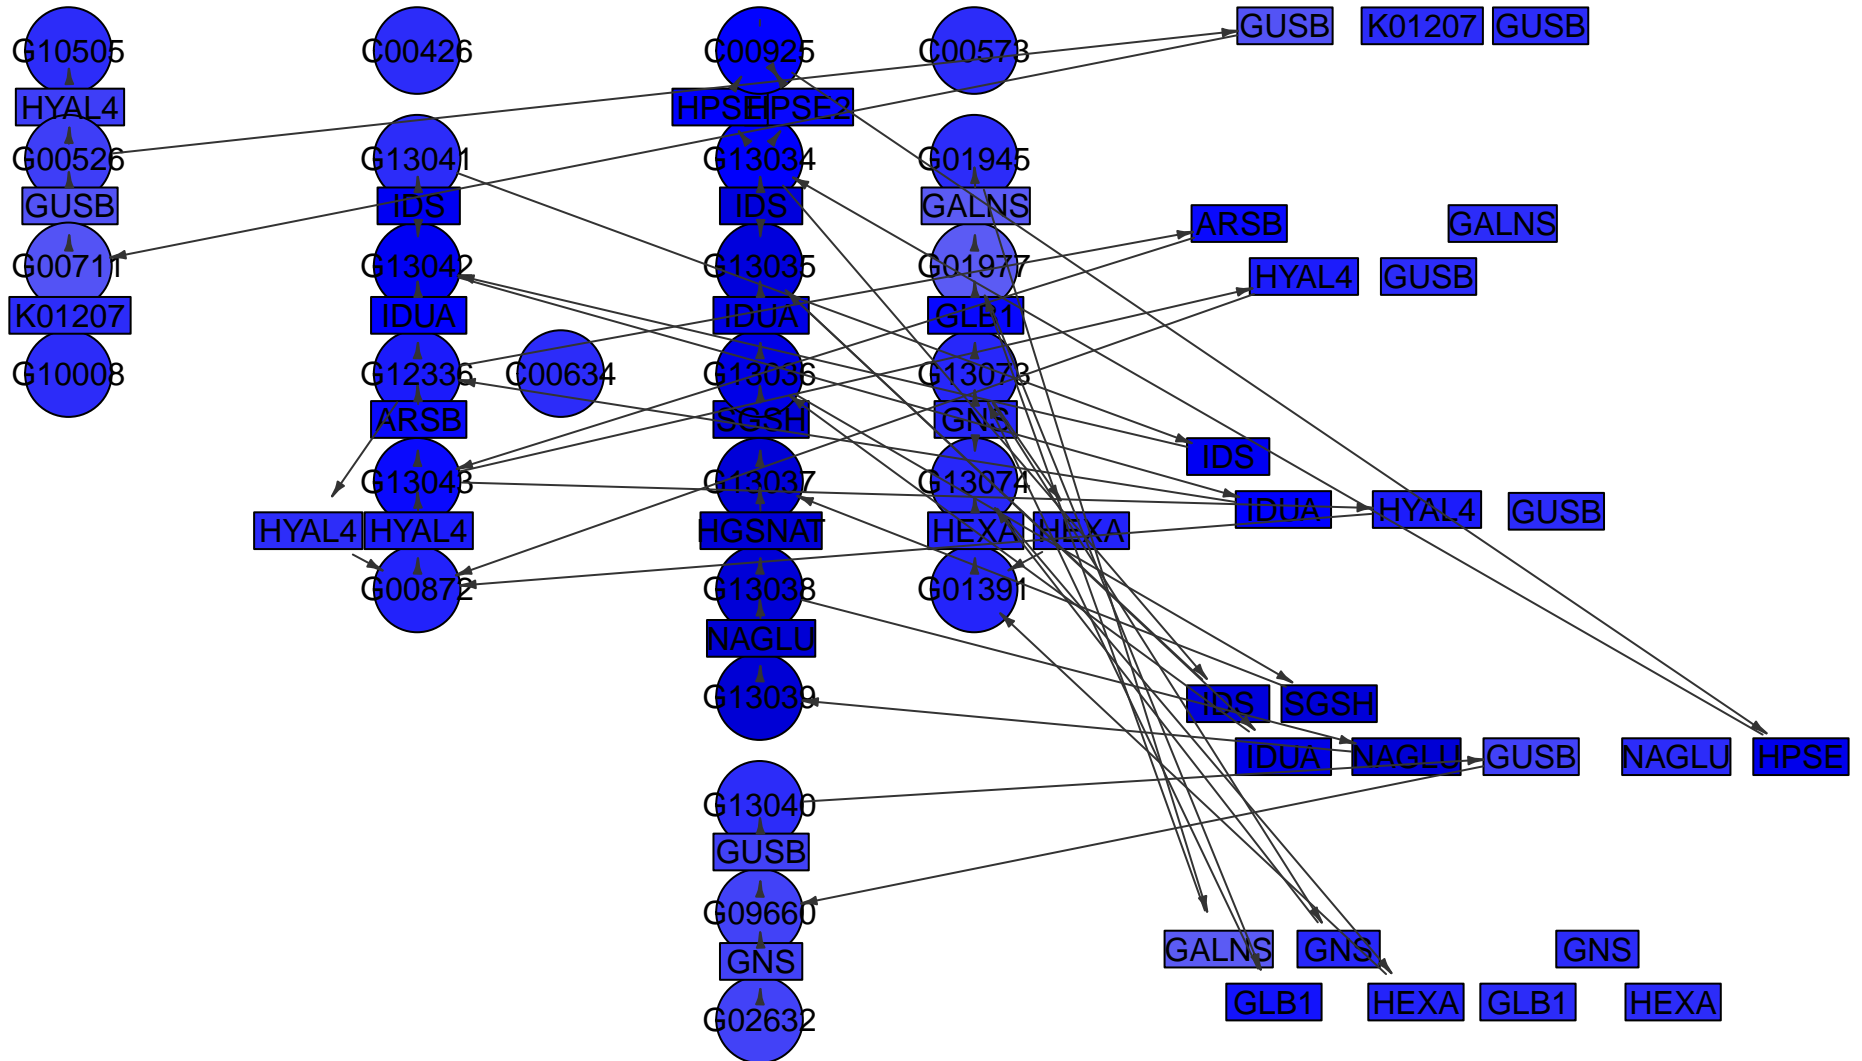 G10505 C00426 C00925 C00573 GUSB K01207 GUSB
HYAL4 HPSE HPSE2
G00526 G13041 G13034 G01945
GUSB IDS IDS GALNS ARSB GALNS
G00711 G13042 G13035 G01977 HYAL4 GUSB
K01207 IDUA IDUA GLB1
G10008 G12336 C00634 G13036 G13073
ARSB SGSH GNS
IDS
G13043 G13037 G13074 IDUA HYAL4 GUSB
HYAL4 HYAL4 HGSNAT HEXA HEXA
G00872 G13038 G01391
NAGLU
G13039 IDS SGSH
IDUA NAGLU GUSB NAGLU HPSE
G13040
GUSB
G09660
GNS GALNS GNS GNS
G02632 GLB1 HEXA GLB1 HEXA